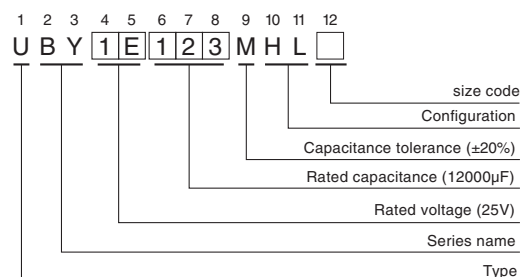 1 2 3 4 5 6 7 8 9 10 11 12
U B Y 1 E 1 2 3 M H L
size code
Configuration
Capacitance tolerance (±20%)
Rated capacitance (12000µF)
Rated voltage (25V)
Series name
Type